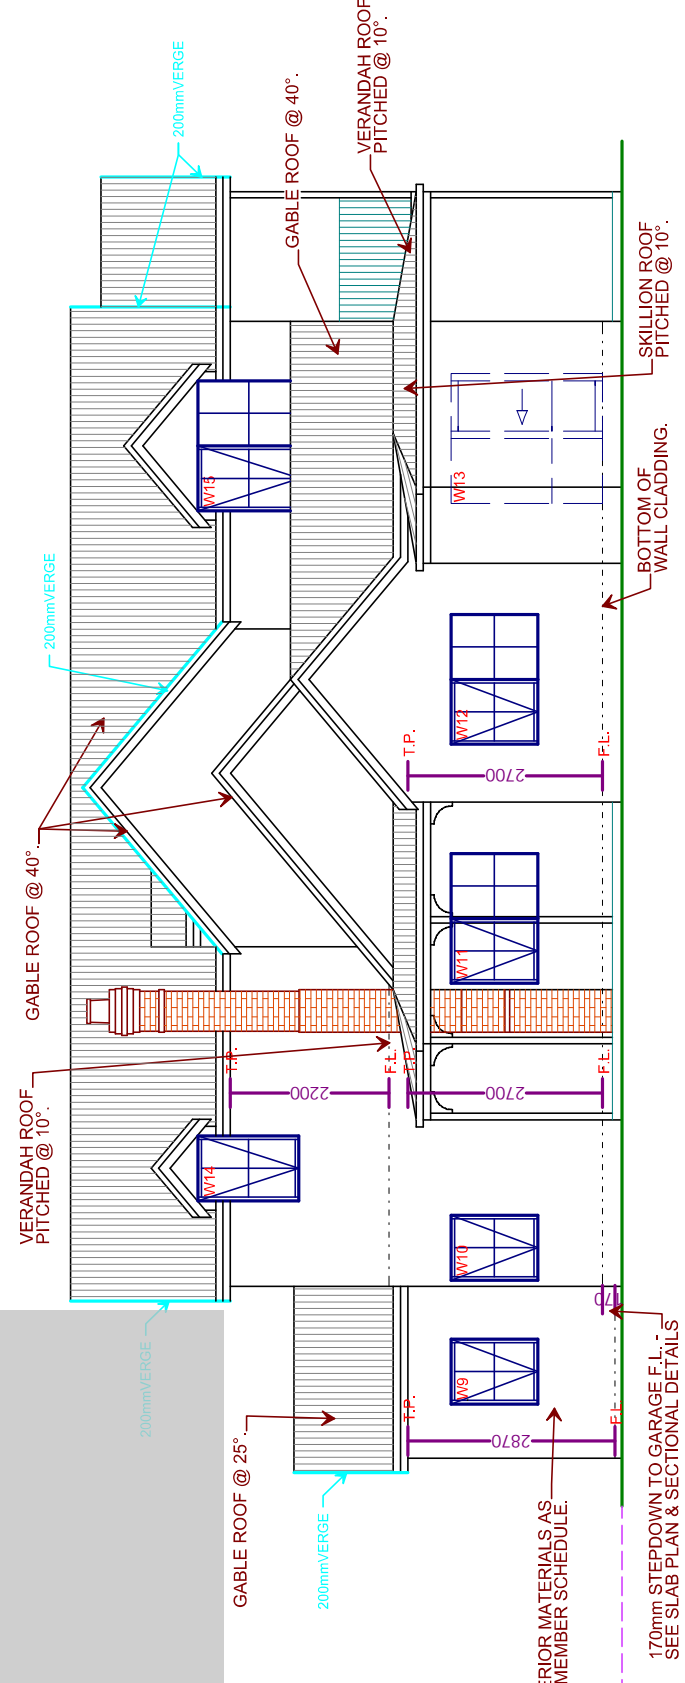 200mmVERGE
VERANDAH ROOF
PITCHED @ 10°.
GABLE ROOF @ 40°.
SKILLION ROOF
PITCHED @ 10°.
W15
W13
200mmVERGE
BOTTOM OF
WALL CLADDING.
W12
T.P.
2700
F.L.
GABLE ROOF @ 40°.
W11
VERANDAH ROOF
PITCHED @ 10°.
T.P.
2200
F.L.
T.P.
2700
F.L.
W14
W10
200mmVERGE
170
GABLE ROOF @ 25°.
W9
T.P.
2870
F.L.
200mmVERGE
170mm STEPDOWN TO GARAGE F.L. -
SEE SLAB PLAN & SECTIONAL DETAILS
MATERIALS AS
MEMBER SCHEDULE.